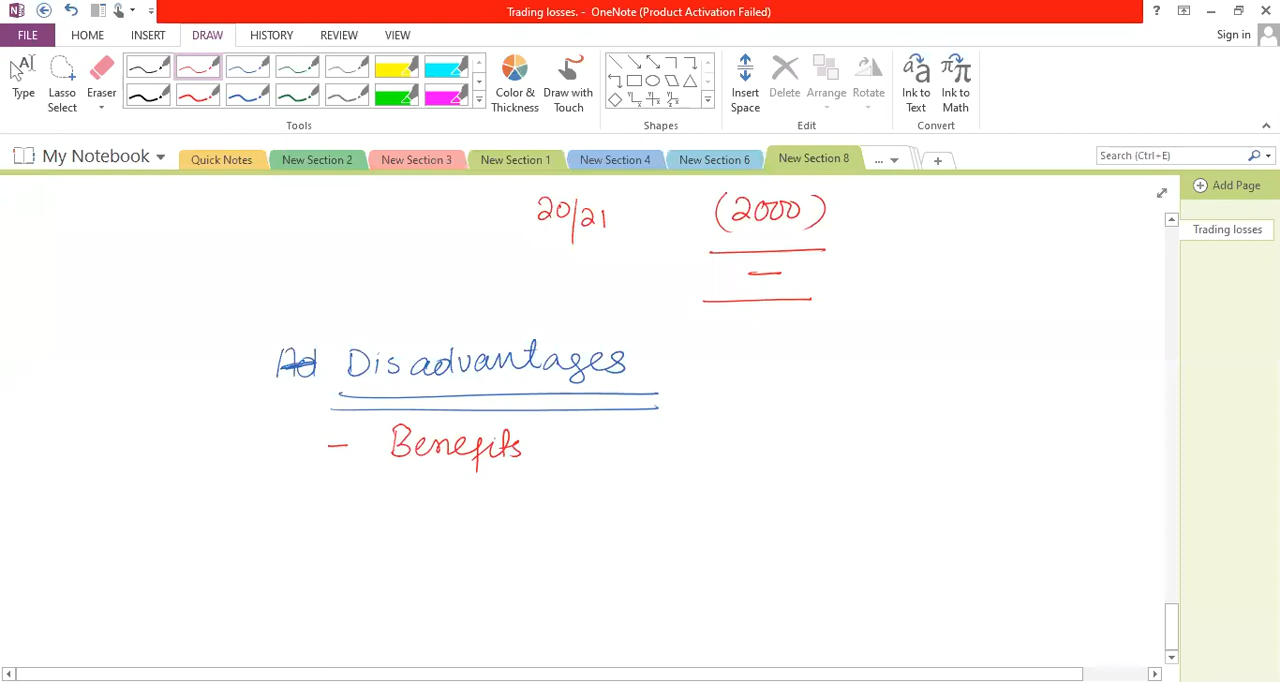 Trading losses. - OneNote (Product Activation Failed)
?
FILE HOME INSERT DRAW HISTORY REVIEW VIEW
Sign in
Type
Lasso Select
Eraser
Color & Thickness
Draw with Touch
Insert Space
Delete
Arrange
Rotate
Ink to Text
Ink to Math
Tools Shapes Edit Convert
My Notebook Quick Notes New Section 2 New Section 3 New Section 1 New Section 4 New Section 6 New Section 8 ... +
Search (Ctrl+E)
Add Page
Trading losses
20/21 (2000)
-
Ad Disadvantages
- Benefits